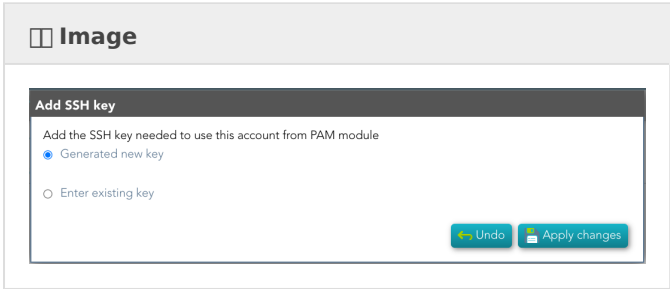 Image
Add SSH key
Add the SSH key needed to use this account from PAM module
Generated new key
Enter existing key
Undo
Apply changes